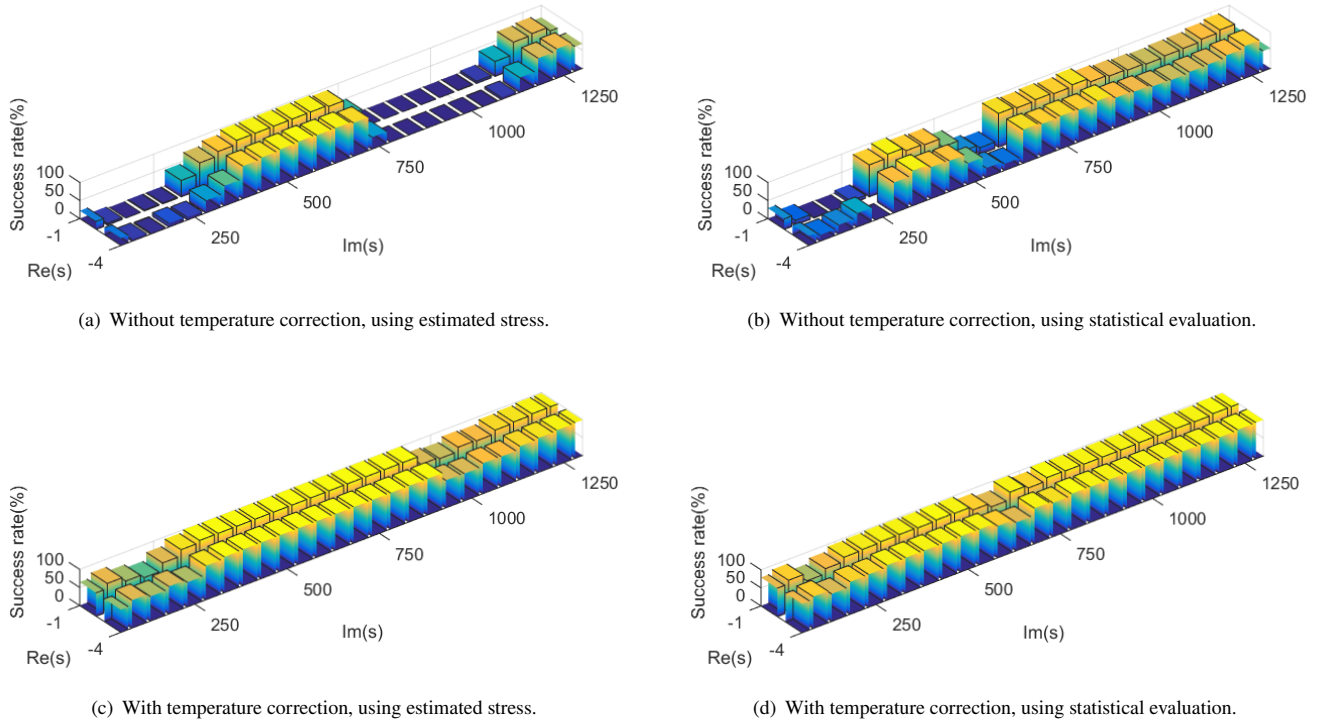 Success rate(%)
100
50
0
-1
Re(s)
-4
250
500
750
1000
1250
Im(s)
(a) Without temperature correction, using estimated stress.
Success rate(%)
100
50
0
-1
Re(s)
-4
250
500
750
1000
1250
Im(s)
(b) Without temperature correction, using statistical evaluation.
Success rate(%)
100
50
0
-1
Re(s)
-4
250
500
750
1000
1250
Im(s)
(c) With temperature correction, using estimated stress.
Success rate(%)
100
50
0
-1
Re(s)
-4
250
500
750
1000
1250
Im(s)
(d) With temperature correction, using statistical evaluation.